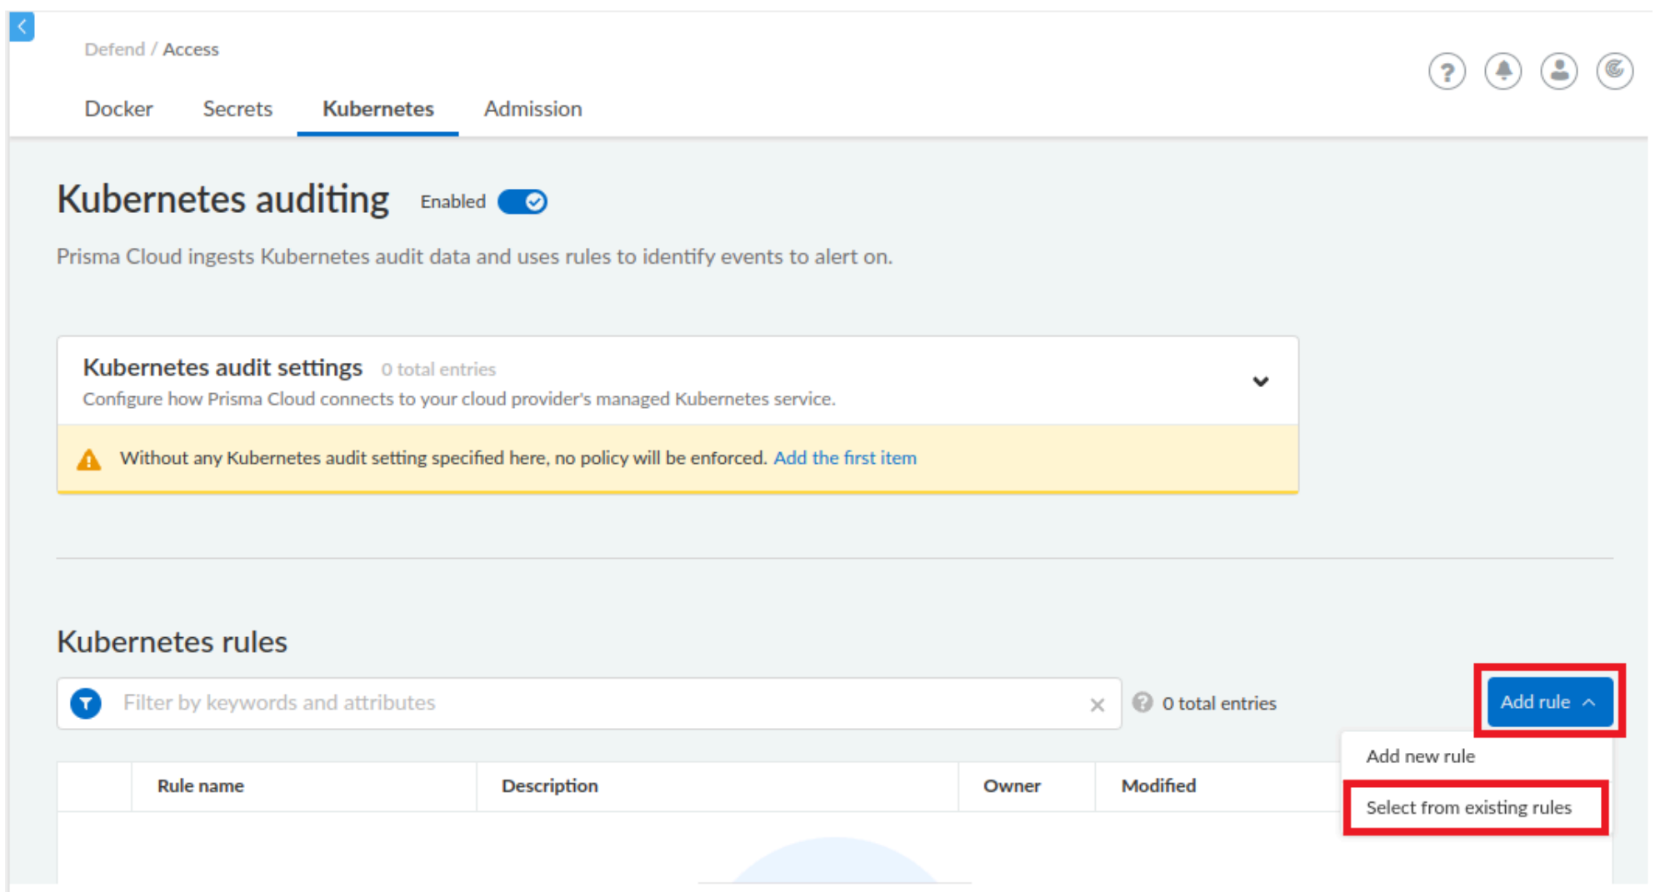 Defend / Access
Docker Secrets Kubernetes Admission
Kubernetes auditing Enabled
Prisma Cloud ingests Kubernetes audit data and uses rules to identify events to alert on.
Kubernetes audit settings 0 total entries
Configure how Prisma Cloud connects to your cloud provider's managed Kubernetes service.
Without any Kubernetes audit setting specified here, no policy will be enforced. Add the first item
Kubernetes rules
Filter by keywords and attributes
0 total entries
Add rule
Add new rule
Select from existing rules
Rule name Description Owner Modified